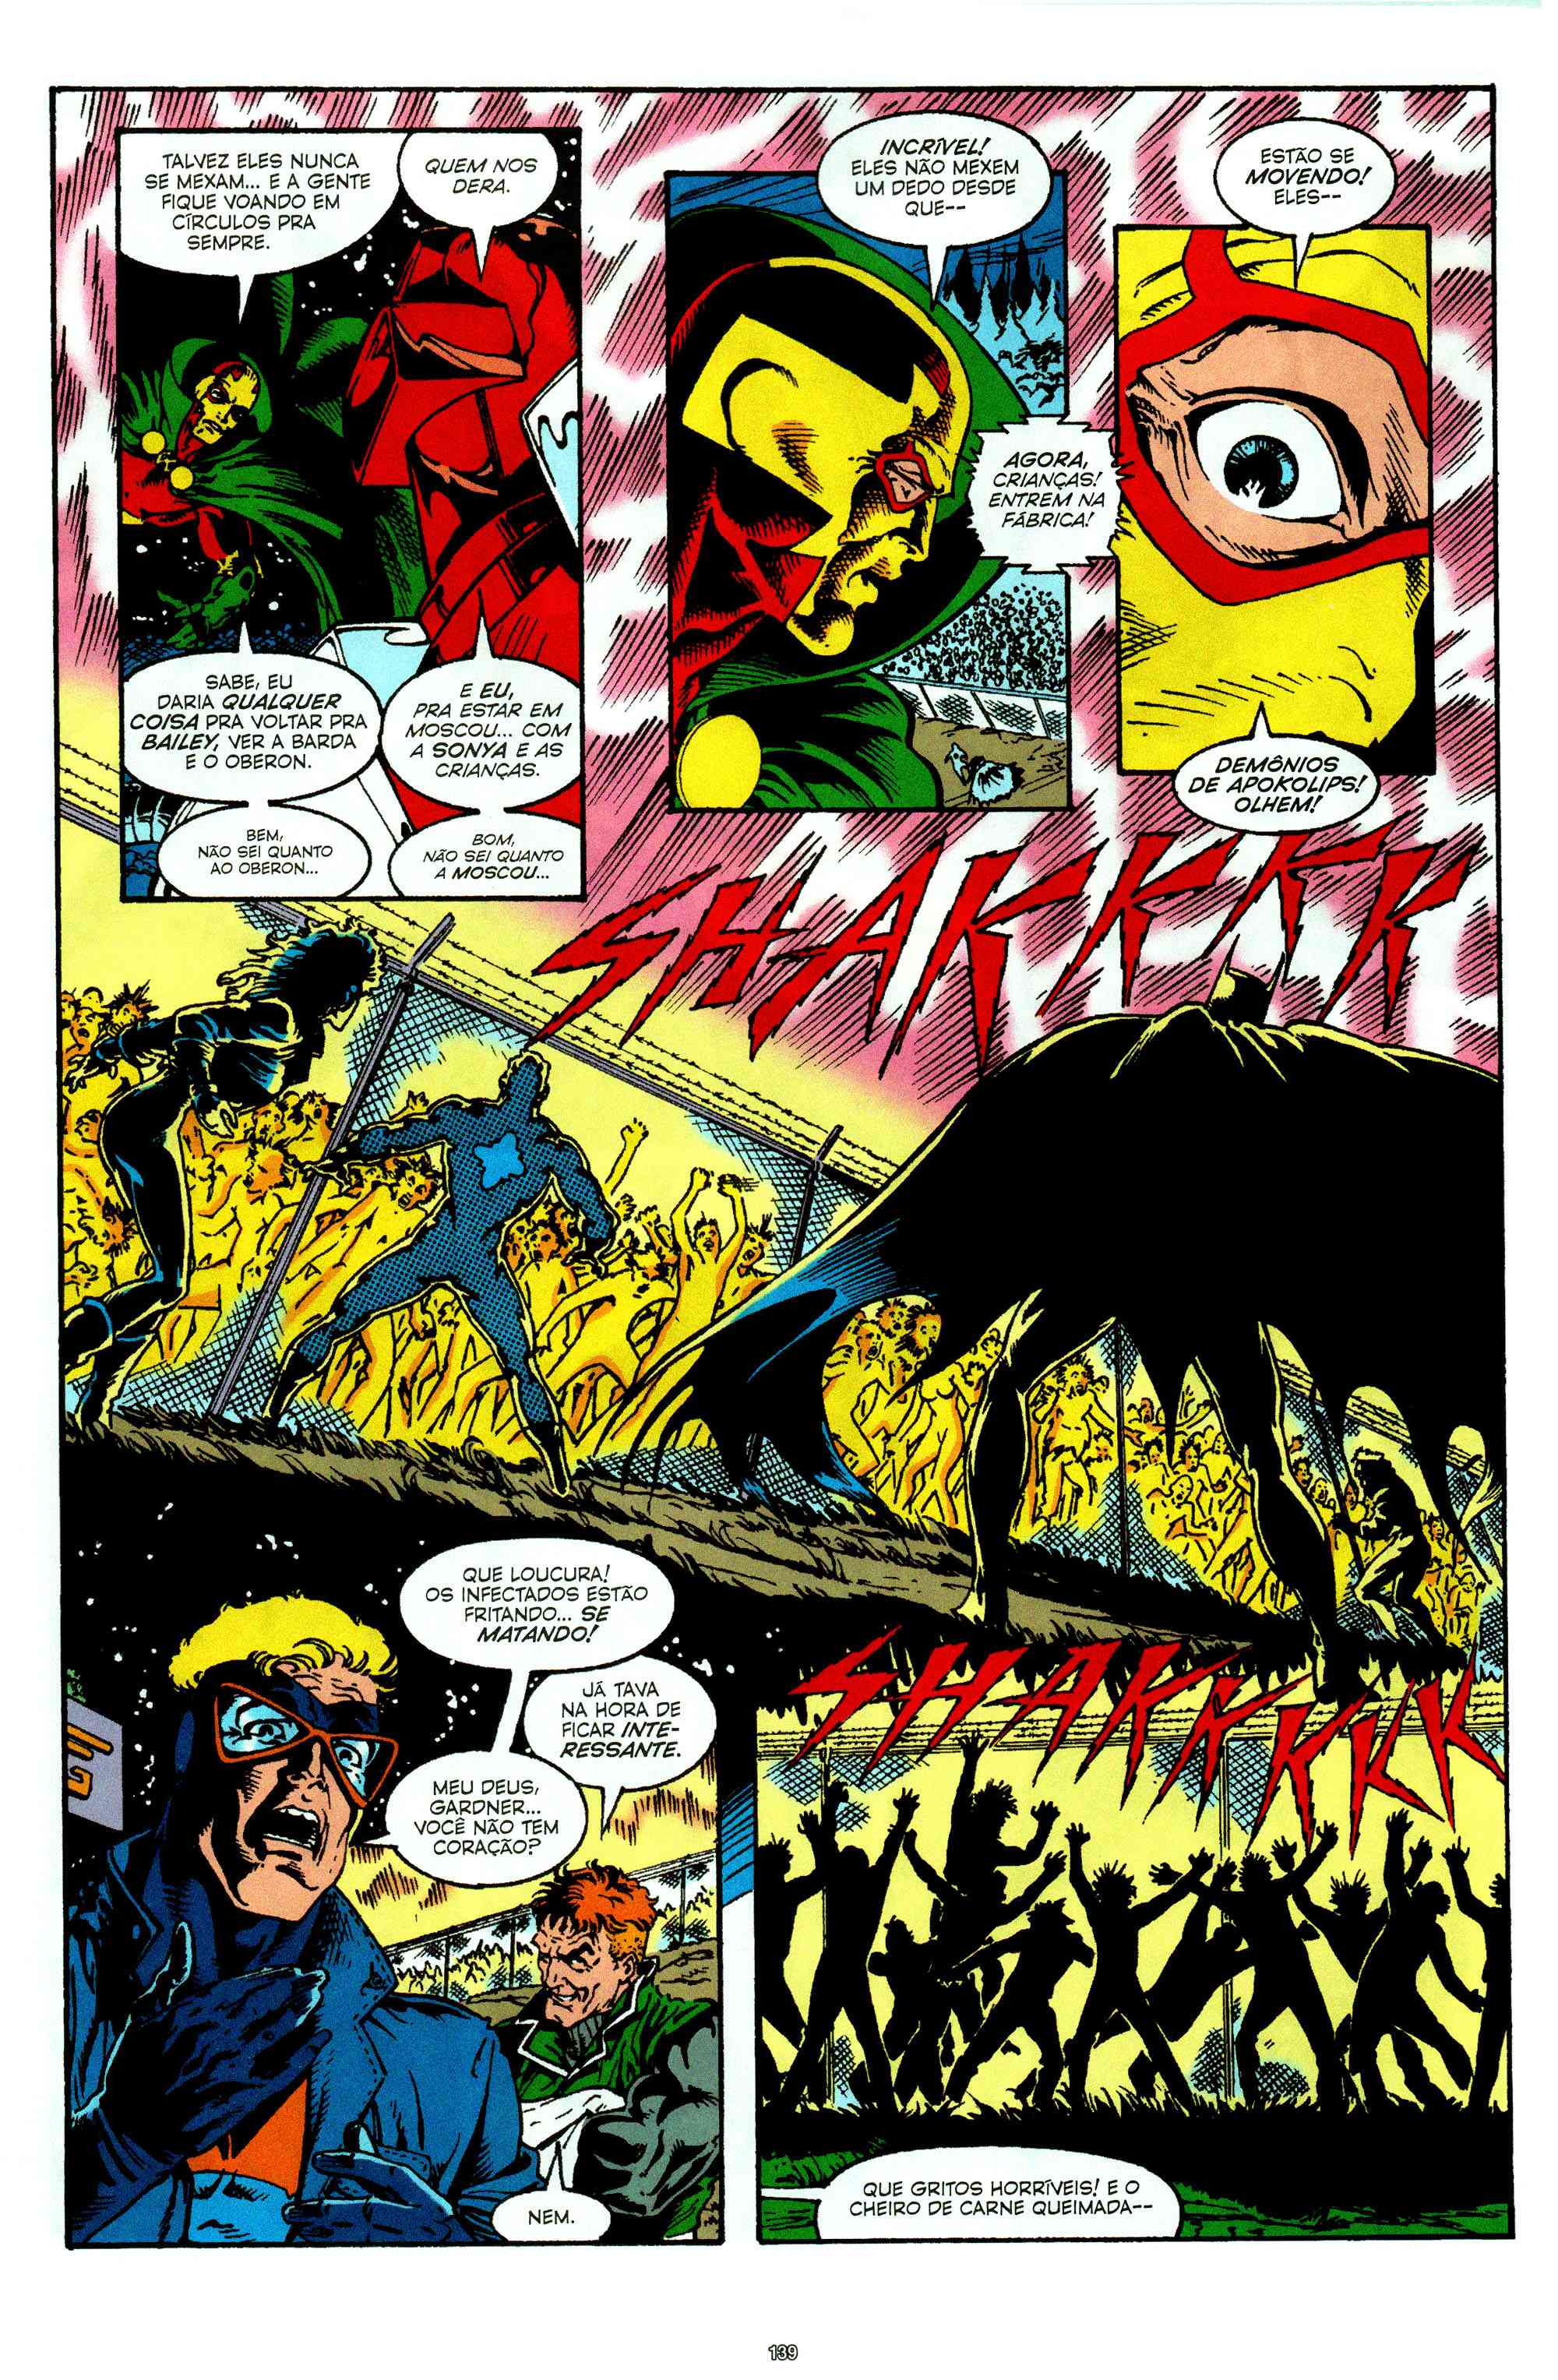 TALVEZ ELES NUNCA
SE MEXAM... E A GENTE
FIQUE VOANDO EM
CÍRCULOS PRA
SEMPRE.
QUEM NOS
DERA.
SABE, EU
DARIA QUALQUER
COISA PRA VOLTAR PRA
BAILEY, VER A BARDA
E O OBERON.
E EU,
PRA ESTAR EM
MOSCOU... COM
A SONYA E AS
CRIANÇAS.
BEM,
NÃO SEI QUANTO
AO OBERON...
BOM,
NÃO SEI QUANTO
A MOSCOU...
INCRÍVEL!
ELES NÃO MEXEM
UM DEDO DESDE
QUE--
AGORA,
CRIANÇAS!
ENTREM NA
FÁBRICA!
ESTÃO SE
MOVENDO!
ELES--
DEMÔNIOS
DE APOKOLIPS!
OLHEM!
SHAKKKKK
QUE LOUCURA!
OS INFECTADOS ESTÃO
FRITANDO... SE
MATANDO!
JÁ TAVA
NA HORA DE
FICAR INTE-
RESSANTE.
MEU DEUS,
GARDNER...
VOCÊ NÃO TEM
CORAÇÃO?
NEM.
SHAKKKKKK
QUE GRITOS HORRÍVEIS! E O
CHEIRO DE CARNE QUEIMADA--
139